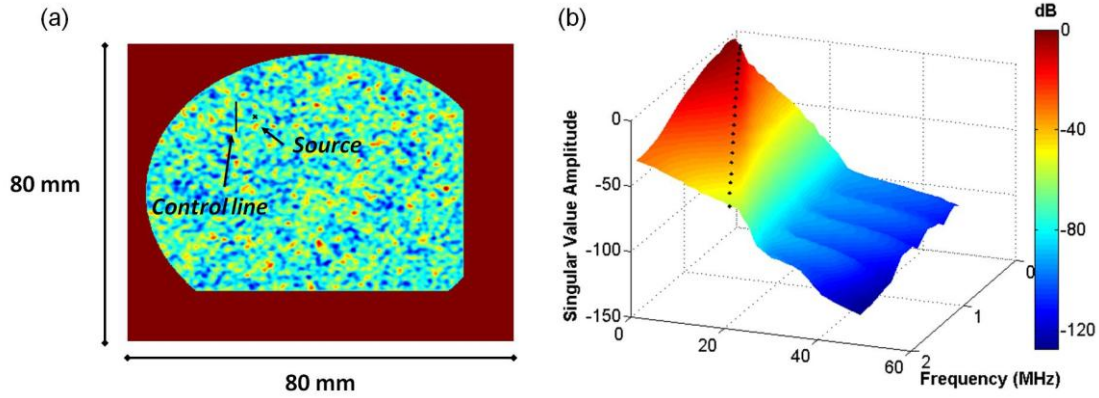 (a)
80 mm
80 mm
Source
Control line
(b)
Singular Value Amplitude
0
-50
-100
-150
0
20
40
60
2
1
0
Frequency (MHz)
dB
0
-40
-80
-120